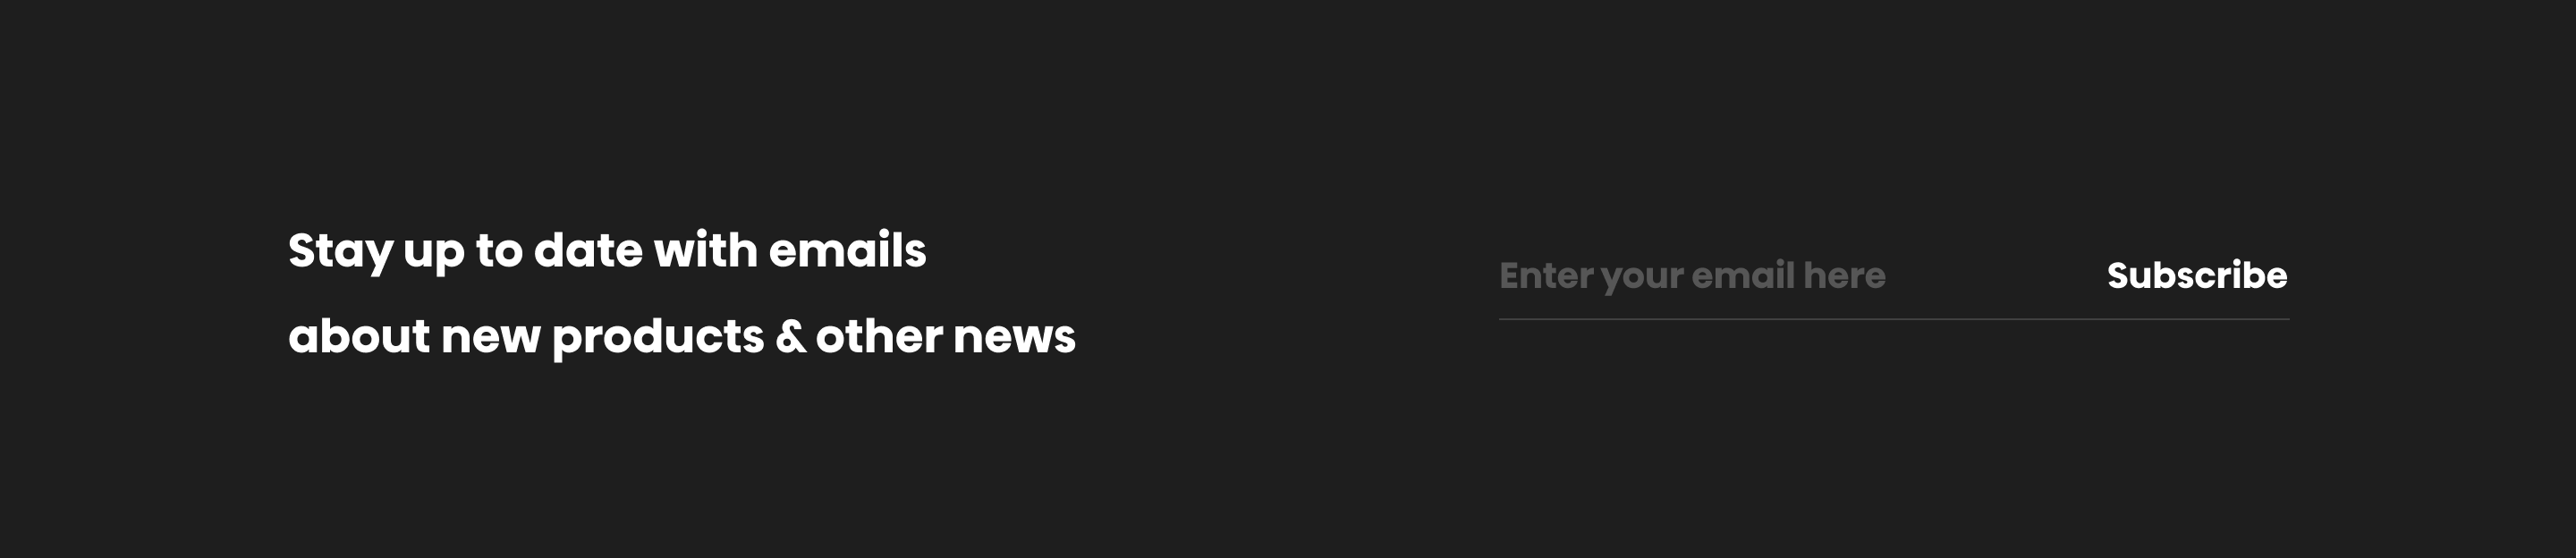 Stay up to date with emails
about new products & other news
Enter your email here
Subscribe